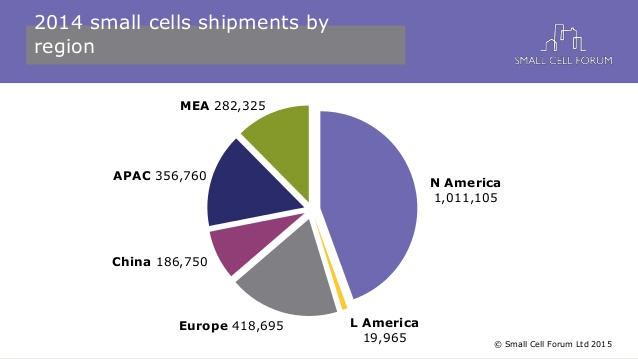 2014 small cells shipments by
region
SMALL CELL FORUM
MEA 282,325
APAC 356,760
N America
1,011,105
China 186,750
Europe 418,695
L America
19,965
© Small Cell Forum Ltd 2015